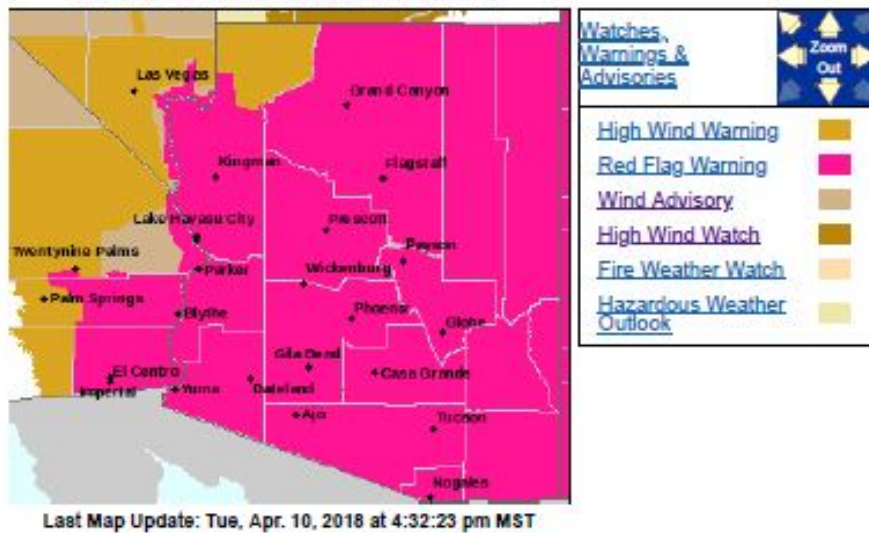 Las Vegas
Grand Canyon
Kingman
Flagstaff
Lake Havasu City
Prescott
Twentynine Palms
Payson
Parker
Wickenburg
Palm Springs
Blythe
Phoenix
Globe
Gila Bend
El Centro
Casa Grande
Imperial
Yuma
Dateland
Ajo
Tucson
Nogales
Last Map Update: Tue, Apr. 10, 2018 at 4:32:23 pm MST
Watches,
Warnings &
Advisories
Zoom
Out
High Wind Warning
Red Flag Warning
Wind Advisory
High Wind Watch
Fire Weather Watch
Hazardous Weather
Outlook